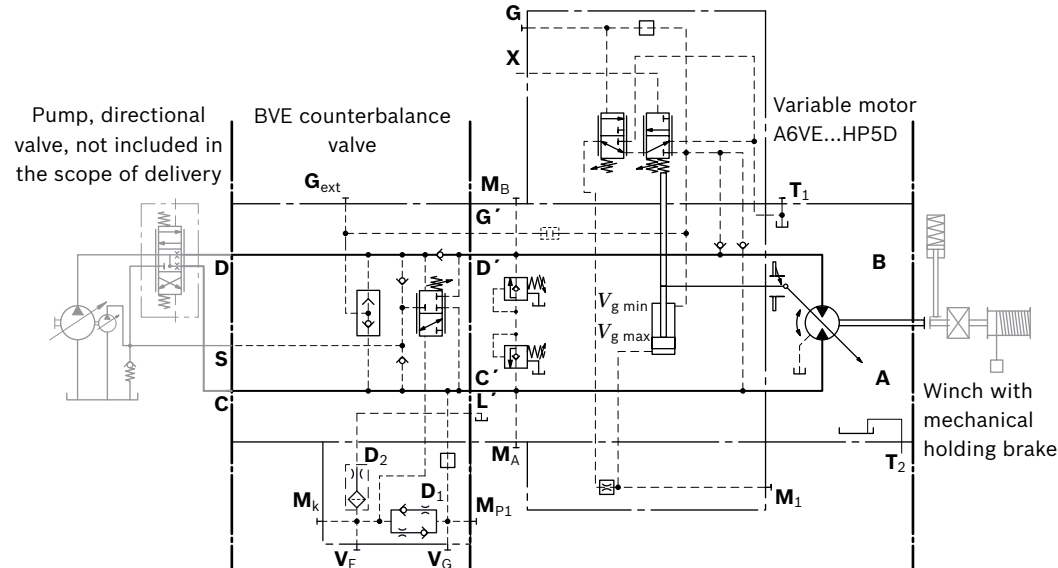 G
X
Pump, directional
valve, not included in
the scope of delivery
BVE counterbalance
valve
Variable motor
A6VE...HP5D
Gext
MB
T1
G´
D
D´
B
Vg min
Vg max
S
C´
A
C
L´
Winch with
mechanical
holding brake
MA
D2
T2
Mk
D1
MP1
M1
VF
VG